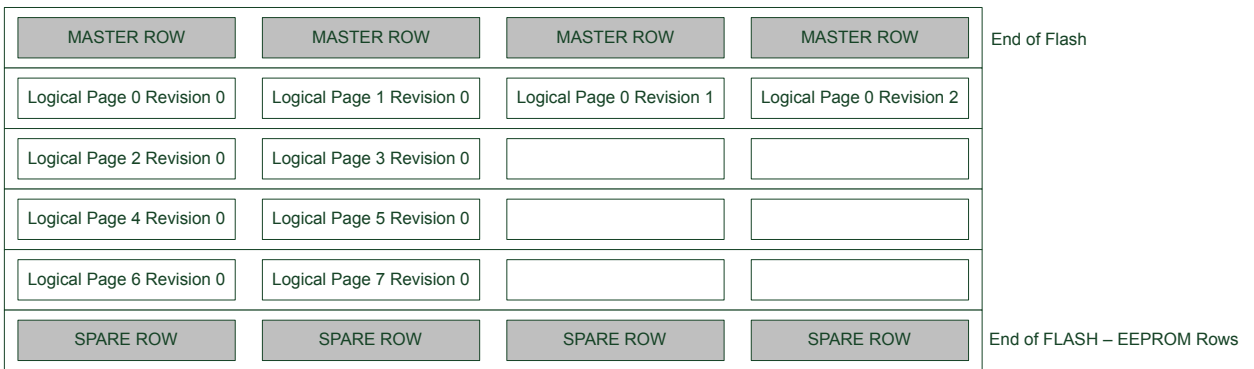 MASTER ROW MASTER ROW MASTER ROW MASTER ROW End of Flash
Logical Page 0 Revision 0 Logical Page 1 Revision 0 Logical Page 0 Revision 1 Logical Page 0 Revision 2
Logical Page 2 Revision 0 Logical Page 3 Revision 0
Logical Page 4 Revision 0 Logical Page 5 Revision 0
Logical Page 6 Revision 0 Logical Page 7 Revision 0
SPARE ROW SPARE ROW SPARE ROW SPARE ROW End of FLASH – EEPROM Rows